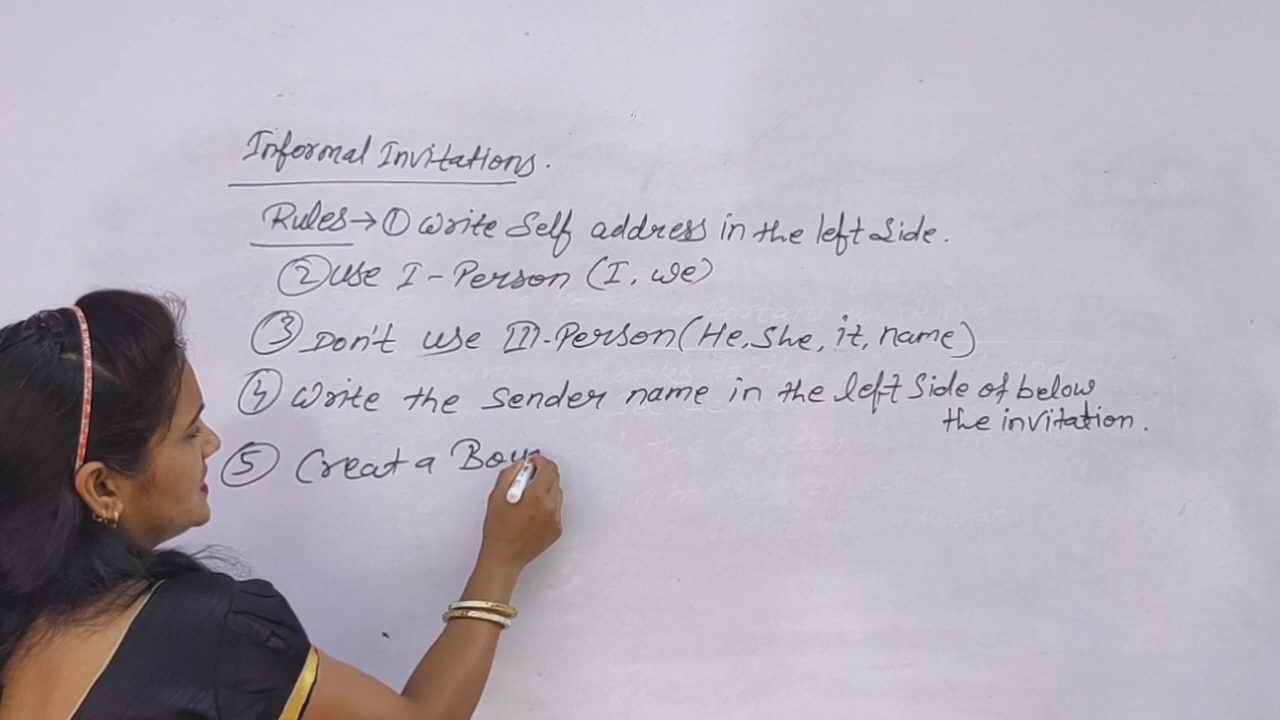 Informal Invitations.
Rules→① Write Self address in the left Side.
② Use I-Person (I, we)
③ Don't use III-Person (He, She, it, name)
④ Write the Sender name in the left Side of below
the invitation.
⑤ Creat a